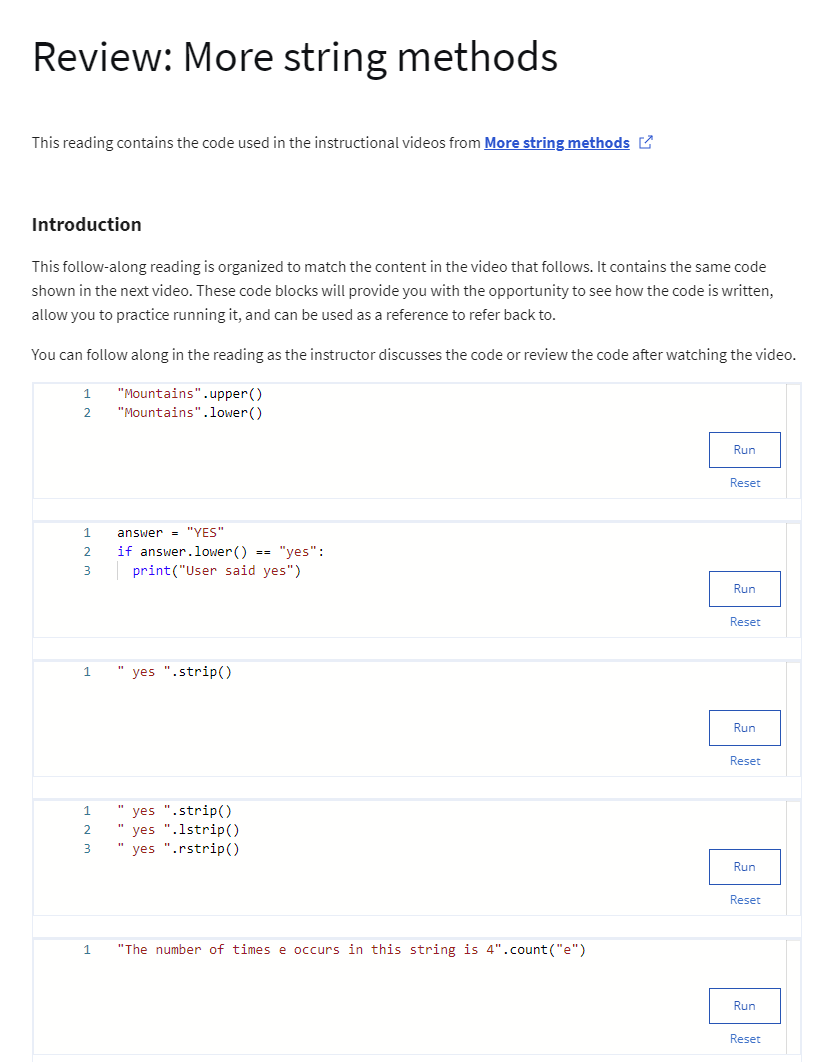 Review: More string methods
This reading contains the code used in the instructional videos from More string methods
Introduction
This follow-along reading is organized to match the content in the video that follows. It contains the same code
shown in the next video. These code blocks will provide you with the opportunity to see how the code is written,
allow you to practice running it, and can be used as a reference to refer back to.
You can follow along in the reading as the instructor discusses the code or review the code after watching the video.
1 "Mountains".upper()
2 "Mountains".lower()
Run
Reset
1 answer = "YES"
2 if answer.lower() == "yes":
3   print("User said yes")
Run
Reset
1 " yes ".strip()
Run
Reset
1 " yes ".strip()
2 " yes ".lstrip()
3 " yes ".rstrip()
Run
Reset
1 "The number of times e occurs in this string is 4".count("e")
Run
Reset